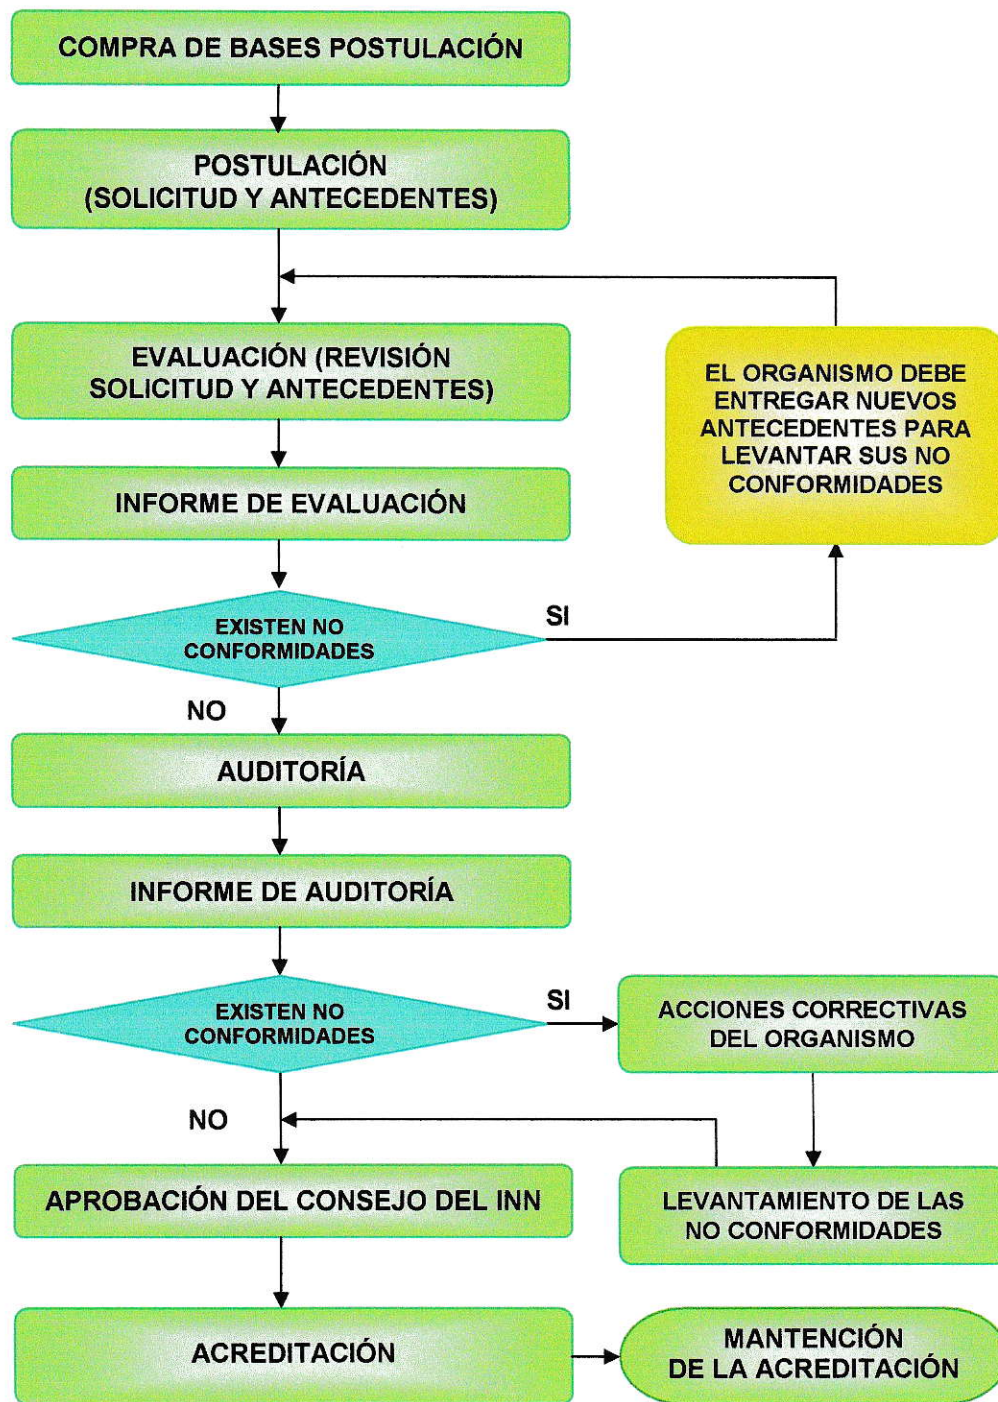 COMPRA DE BASES POSTULACIÓN
POSTULACIÓN
(SOLICITUD Y ANTECEDENTES)
EVALUACIÓN (REVISIÓN
SOLICITUD Y ANTECEDENTES)
EL ORGANISMO DEBE
ENTREGAR NUEVOS
ANTECEDENTES PARA
LEVANTAR SUS NO
CONFORMIDADES
INFORME DE EVALUACIÓN
EXISTEN NO
CONFORMIDADES
SI
NO
AUDITORÍA
INFORME DE AUDITORÍA
EXISTEN NO
CONFORMIDADES
SI
ACCIONES CORRECTIVAS
DEL ORGANISMO
NO
LEVANTAMIENTO DE LAS
NO CONFORMIDADES
APROBACIÓN DEL CONSEJO DEL INN
ACREDITACIÓN
MANTENCIÓN
DE LA ACREDITACIÓN